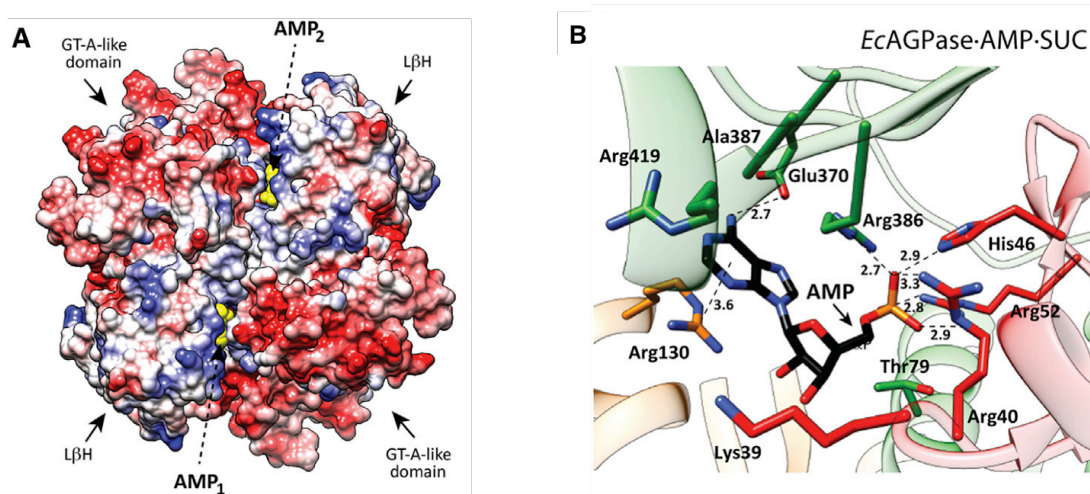 A
AMP2
GT-A-like
domain
LβH
LβH
AMP1
GT-A-like
domain
B
EcAGPase·AMP·SUC
Ala387
Arg419
Glu370
2.7
Arg386
His46
2.7
2.9
3.3
3.6
AMP
2.8
Arg52
Arg130
2.9
Thr79
Lys39
Arg40